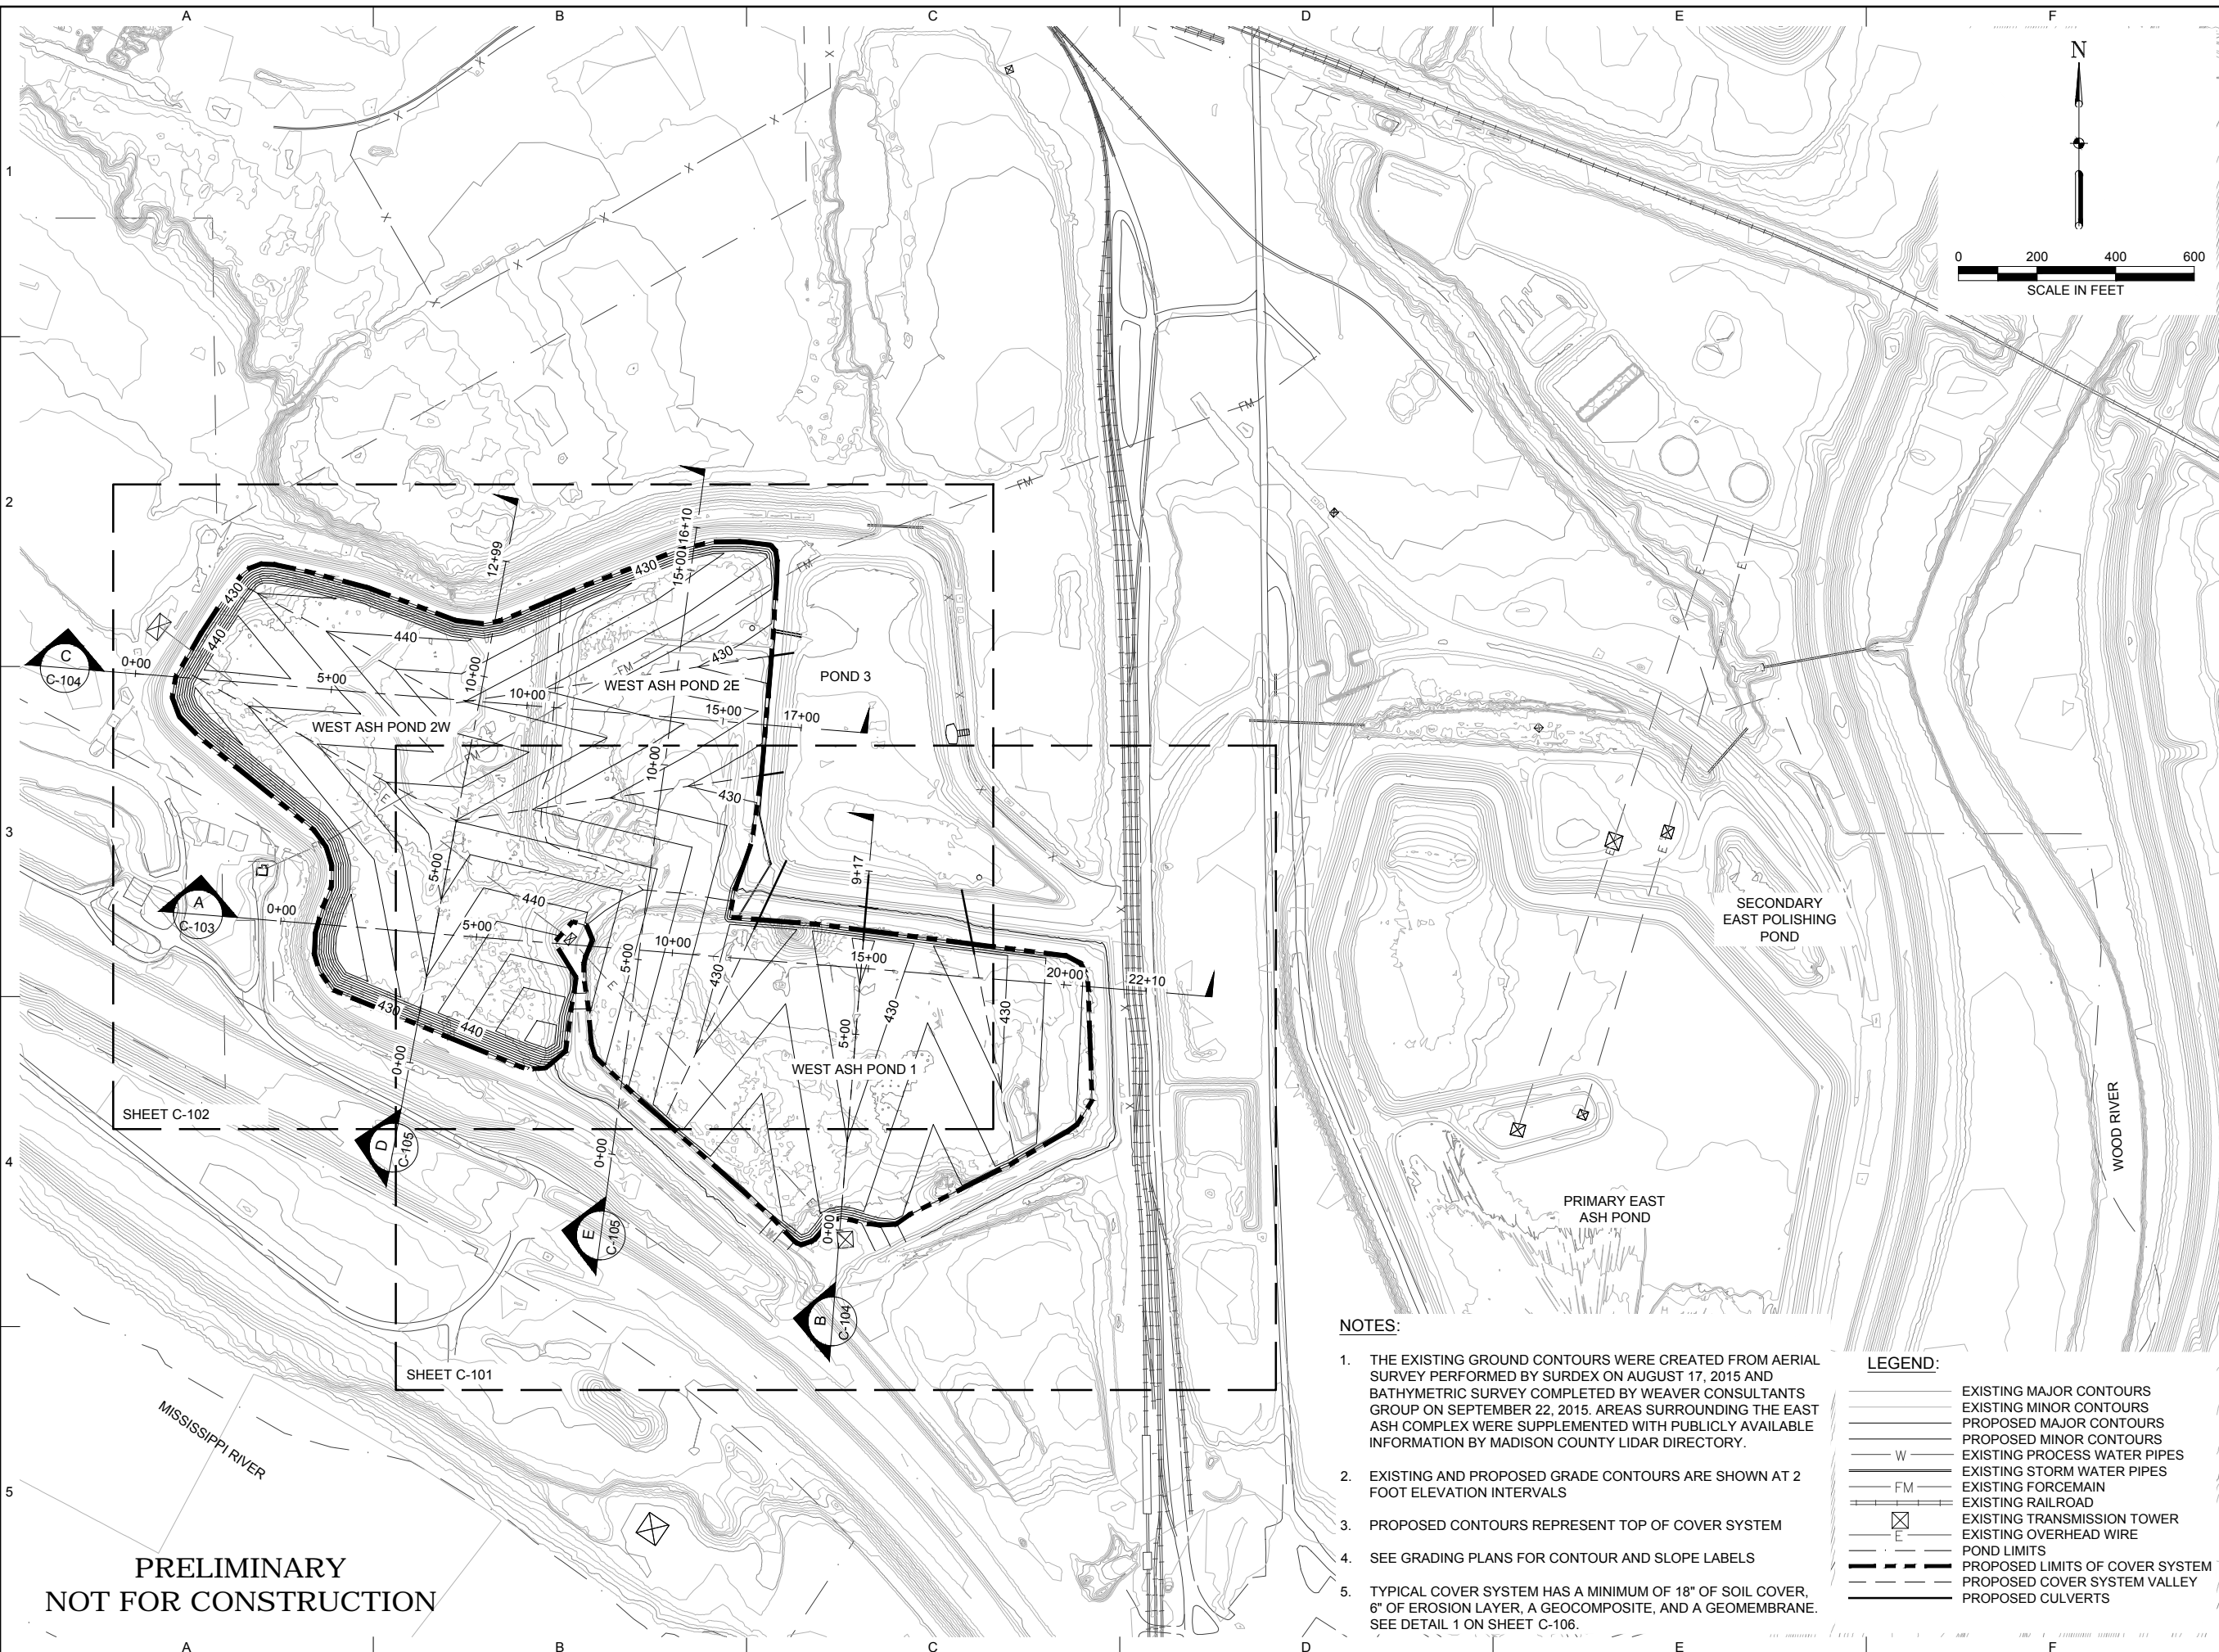 A B C D E F
1
N
0 200 400 600
SCALE IN FEET
X X X X X X X X X
FM
FM
2
12+99
16+10
15+00
430
FM
430
440
440
C
C-104
0+00
5+00
10+00
10+00
FM
430
WEST ASH POND 2E
POND 3
15+00
17+00
WEST ASH POND 2W
10+00
FM
E
430
E
E
3
5+00
9+17
E
E
A
C-103
0+00
440
5+00
5+00
10+00
430
15+00
20+00
22+10
SECONDARY
EAST POLISHING
POND
430
440
E
5+00
430
430
0+00
WEST ASH POND 1
SHEET C-102
D
C-105
0+00
4
E
C-105
E
0+00
B
C-104
PRIMARY EAST
ASH POND
WOOD RIVER
SHEET C-101
MISSISSIPPI RIVER
5
PRELIMINARY
NOT FOR CONSTRUCTION
NOTES:
1. THE EXISTING GROUND CONTOURS WERE CREATED FROM AERIAL
SURVEY PERFORMED BY SURDEX ON AUGUST 17, 2015 AND
BATHYMETRIC SURVEY COMPLETED BY WEAVER CONSULTANTS
GROUP ON SEPTEMBER 22, 2015. AREAS SURROUNDING THE EAST
ASH COMPLEX WERE SUPPLEMENTED WITH PUBLICLY AVAILABLE
INFORMATION BY MADISON COUNTY LIDAR DIRECTORY.
2. EXISTING AND PROPOSED GRADE CONTOURS ARE SHOWN AT 2
FOOT ELEVATION INTERVALS
3. PROPOSED CONTOURS REPRESENT TOP OF COVER SYSTEM
4. SEE GRADING PLANS FOR CONTOUR AND SLOPE LABELS
5. TYPICAL COVER SYSTEM HAS A MINIMUM OF 18" OF SOIL COVER,
6" OF EROSION LAYER, A GEOCOMPOSITE, AND A GEOMEMBRANE.
SEE DETAIL 1 ON SHEET C-106.
LEGEND:
EXISTING MAJOR CONTOURS
EXISTING MINOR CONTOURS
PROPOSED MAJOR CONTOURS
PROPOSED MINOR CONTOURS
W EXISTING PROCESS WATER PIPES
EXISTING STORM WATER PIPES
FM EXISTING FORCEMAIN
EXISTING RAILROAD
EXISTING TRANSMISSION TOWER
E EXISTING OVERHEAD WIRE
POND LIMITS
PROPOSED LIMITS OF COVER SYSTEM
PROPOSED COVER SYSTEM VALLEY
PROPOSED CULVERTS
A B C D E F